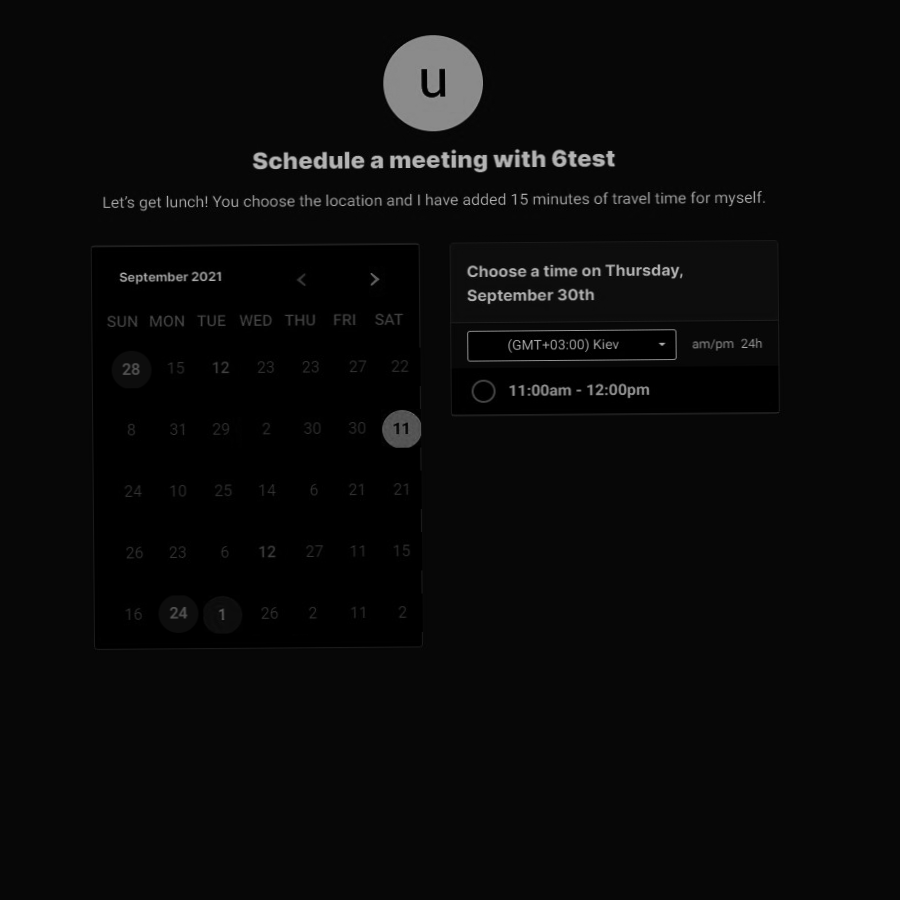 u
Schedule a meeting with 6test
Let's get lunch! You choose the location and I have added 15 minutes of travel time for myself.
September 2021
SUN MON TUE WED THU FRI SAT
28 15 12 23 23 27 22
8 31 29 2 30 30 11
24 10 25 14 6 21 21
26 23 6 12 27 11 15
16 24 1 26 2 11 2
Choose a time on Thursday,
September 30th
(GMT+03:00) Kiev am/pm 24h
11:00am - 12:00pm